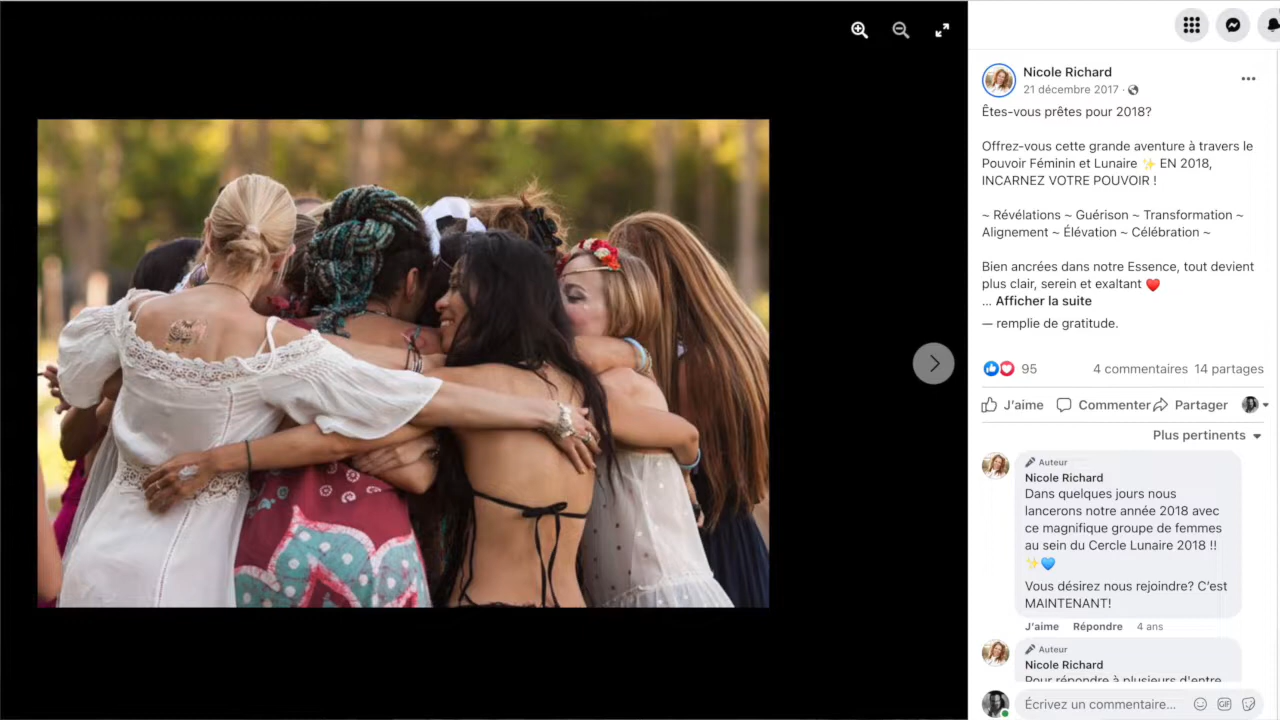 Nicole Richard
21 décembre 2017 ·
Êtes-vous prêtes pour 2018?
Offrez-vous cette grande aventure à travers le
Pouvoir Féminin et Lunaire ✨ EN 2018,
INCARNEZ VOTRE POUVOIR !
~ Révélations ~ Guérison ~ Transformation ~
Alignement ~ Élévation ~ Célébration ~
Bien ancrées dans notre Essence, tout devient
plus clair, serein et exaltant ❤️
... Afficher la suite
— remplie de gratitude.
95 4 commentaires 14 partages
J'aime Commenter Partager
Plus pertinents
Auteur
Nicole Richard
Dans quelques jours nous
lancerons notre année 2018 avec
ce magnifique groupe de femmes
au sein du Cercle Lunaire 2018 !!
✨💙
Vous désirez nous rejoindre? C'est
MAINTENANT!
J'aime Répondre 4 ans
Auteur
Nicole Richard
Pour répondre à plusieurs d'entre
Écrivez un commentaire...
GIF